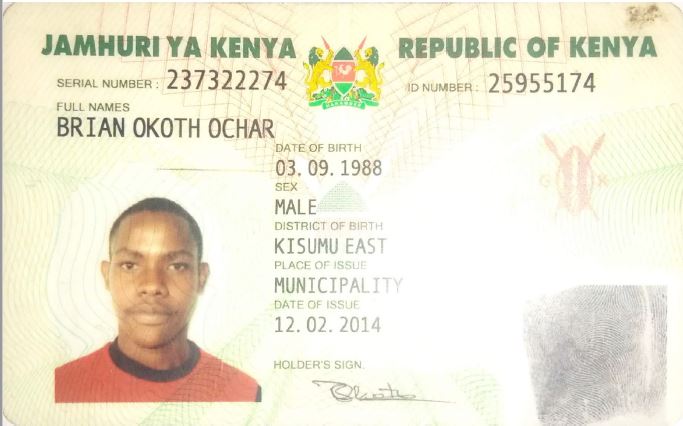 JAMHURI YA KENYA REPUBLIC OF KENYA
SERIAL NUMBER : 237322274 ID NUMBER : 25955174
FULL NAMES
BRIAN OKOTH OCHAR
DATE OF BIRTH
03. 09. 1988
SEX
MALE
DISTRICT OF BIRTH
KISUMU EAST
PLACE OF ISSUE
MUNICIPALITY
DATE OF ISSUE
12. 02. 2014
HOLDER'S SIGN.